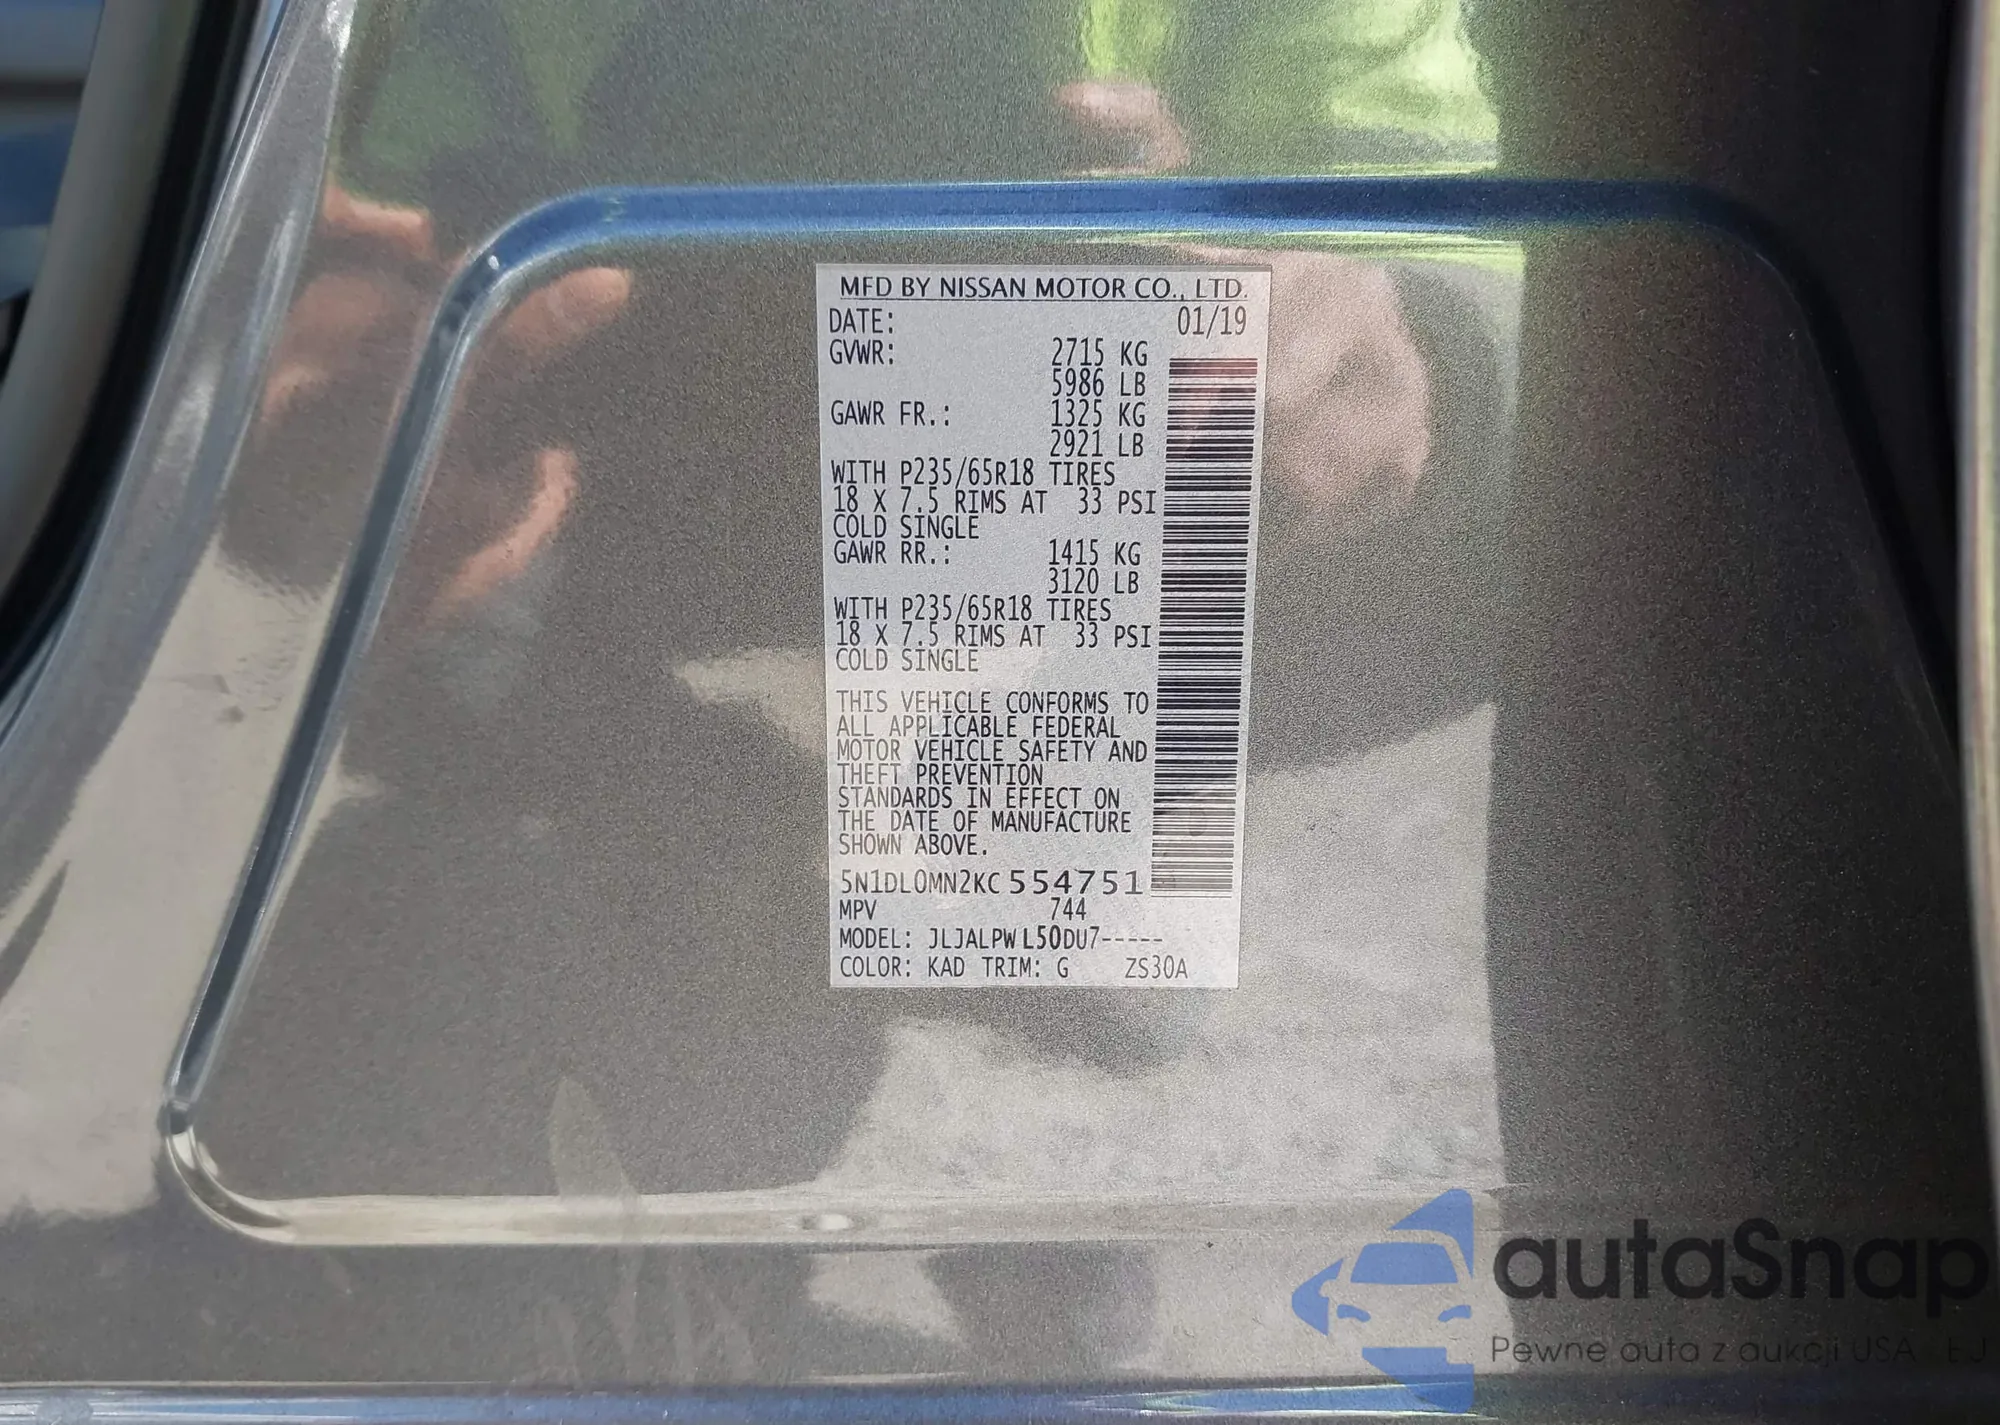 MFD BY NISSAN MOTOR CO., LTD.
DATE: 01/19
GVWR: 2715 KG
5986 LB
GAWR FR.: 1325 KG
2921 LB
WITH P235/65R18 TIRES
18 X 7.5 RIMS AT 33 PSI
COLD SINGLE
GAWR RR.: 1415 KG
3120 LB
WITH P235/65R18 TIRES
18 X 7.5 RIMS AT 33 PSI
COLD SINGLE
THIS VEHICLE CONFORMS TO
ALL APPLICABLE FEDERAL
MOTOR VEHICLE SAFETY AND
THEFT PREVENTION
STANDARDS IN EFFECT ON
THE DATE OF MANUFACTURE
SHOWN ABOVE.
5N1DL0MN2KC554751
MPV 744
MODEL: JLJALPW L50DU7-----
COLOR: KAD TRIM: G ZS30A
autaSnap
Pewne auta z aukcji USA i EJ